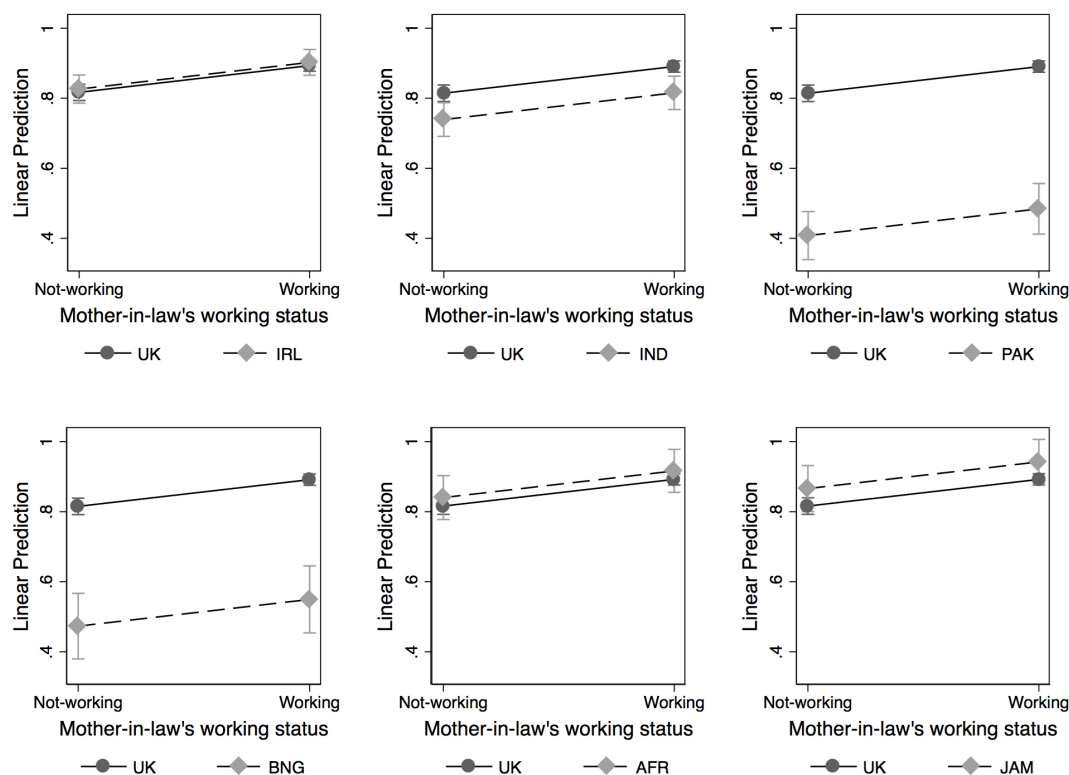 Linear Prediction
1
.8
.6
.4
Not-working Working
Mother-in-law's working status
UK IRL
Linear Prediction
1
.8
.6
.4
Not-working Working
Mother-in-law's working status
UK IND
Linear Prediction
1
.8
.6
.4
Not-working Working
Mother-in-law's working status
UK PAK
Linear Prediction
1
.8
.6
.4
Not-working Working
Mother-in-law's working status
UK BNG
Linear Prediction
1
.8
.6
.4
Not-working Working
Mother-in-law's working status
UK AFR
Linear Prediction
1
.8
.6
.4
Not-working Working
Mother-in-law's working status
UK JAM